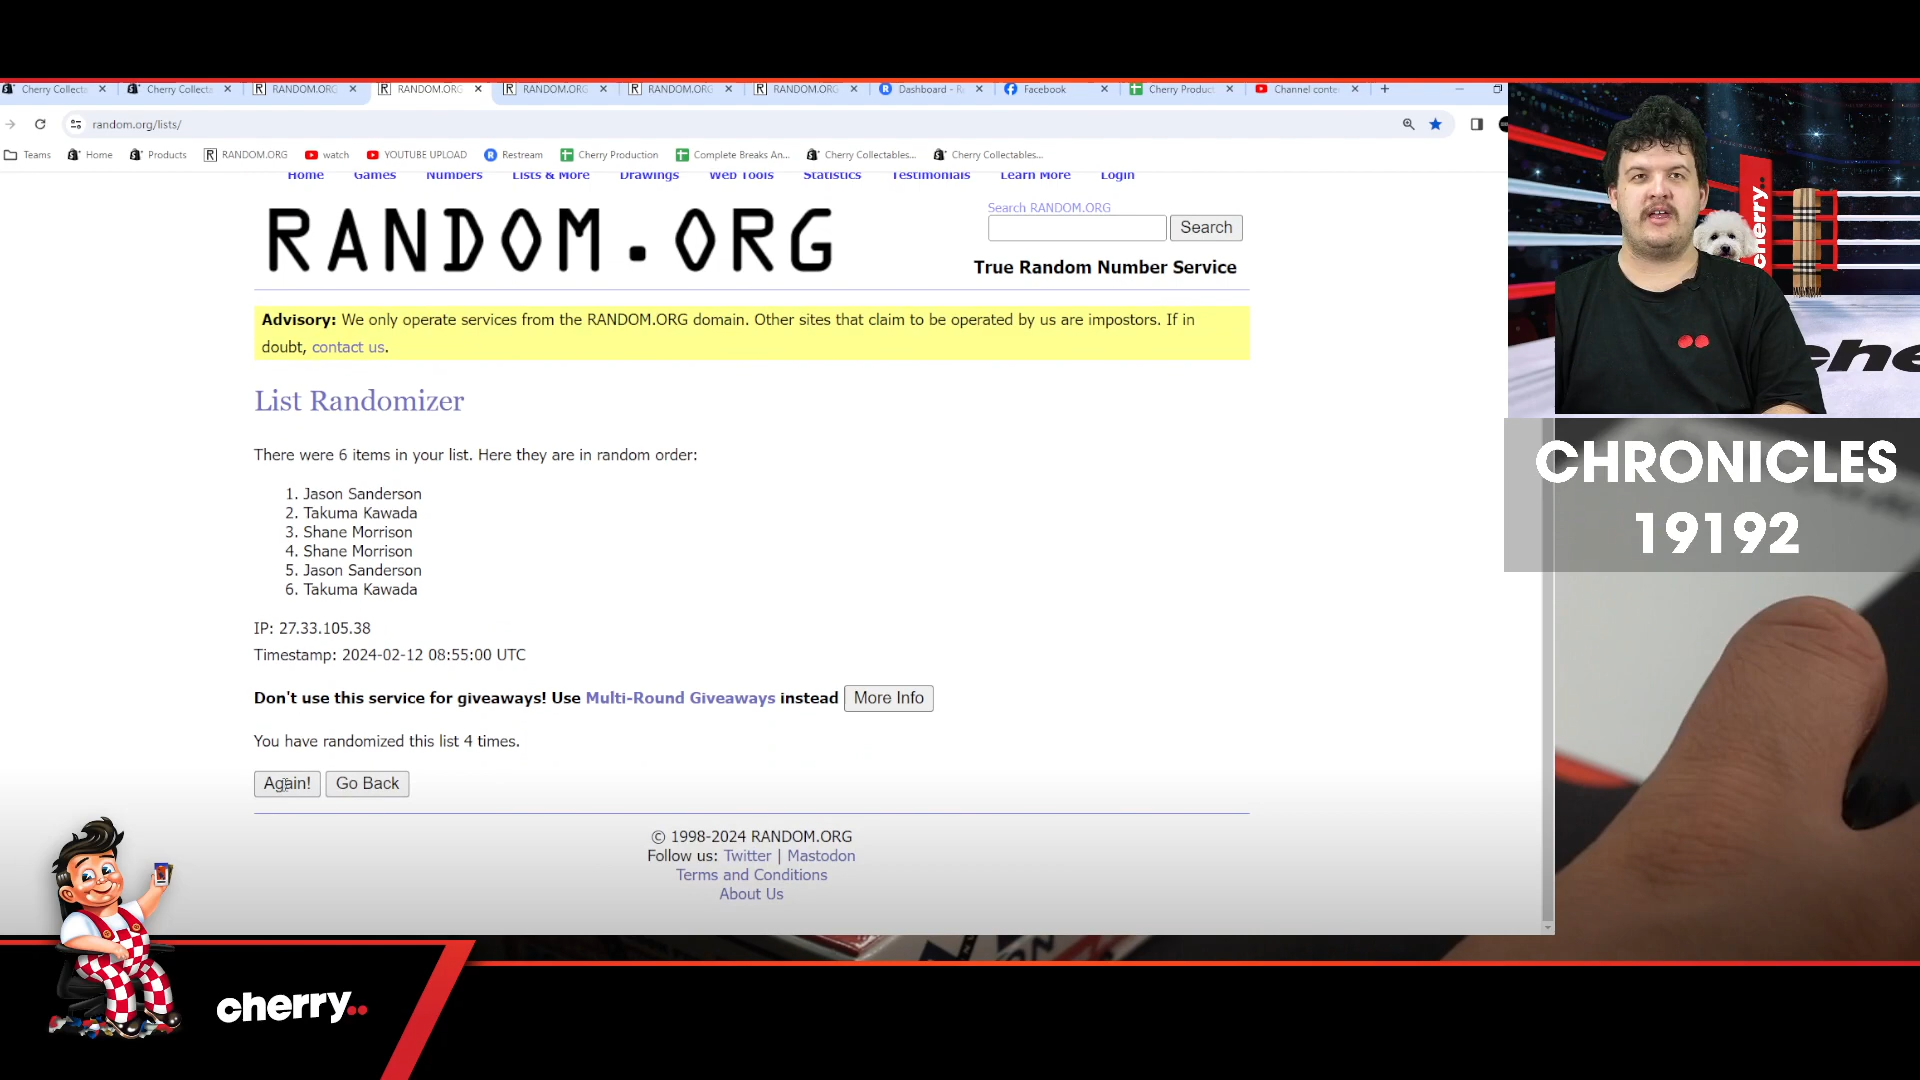 Cherry Collecta
Cherry Collecta
RANDOM.ORG
RANDOM.ORG
RANDOM.ORG
RANDOM.ORG
RANDOM.ORG
Dashboard - R
Facebook
Cherry Product
Channel conte
random.org/lists/
Teams
Home
Products
RANDOM.ORG
watch
YOUTUBE UPLOAD
Restream
Cherry Production
Complete Breaks An...
Cherry Collectables...
Cherry Collectables...
Home Games Numbers Lists & More Drawings Web Tools Statistics Testimonials Learn More Login
RANDOM.ORG
Search RANDOM.ORG
Search
True Random Number Service
Advisory: We only operate services from the RANDOM.ORG domain. Other sites that claim to be operated by us are impostors. If in
doubt, contact us.
List Randomizer
There were 6 items in your list. Here they are in random order:
1. Jason Sanderson
2. Takuma Kawada
3. Shane Morrison
4. Shane Morrison
5. Jason Sanderson
6. Takuma Kawada
IP: 27.33.105.38
Timestamp: 2024-02-12 08:55:00 UTC
Don't use this service for giveaways! Use Multi-Round Giveaways instead More Info
You have randomized this list 4 times.
Again! Go Back
© 1998-2024 RANDOM.ORG
Follow us: Twitter | Mastodon
Terms and Conditions
About Us
cherry..
che
CHRONICLES
19192
cherry..